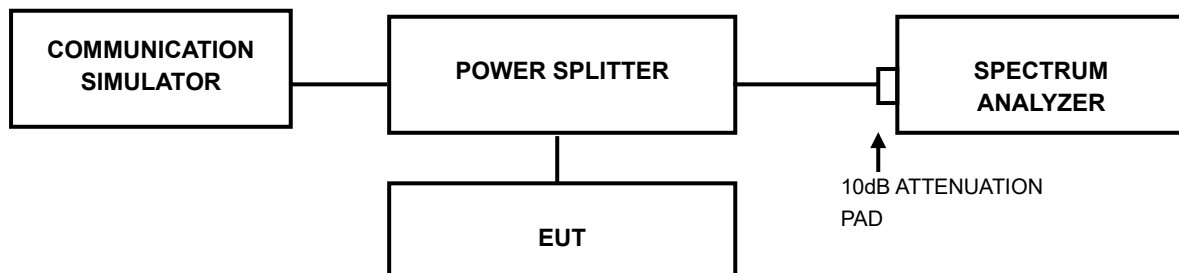 COMMUNICATION
SIMULATOR
POWER SPLITTER
SPECTRUM
ANALYZER
10dB ATTENUATION
PAD
EUT